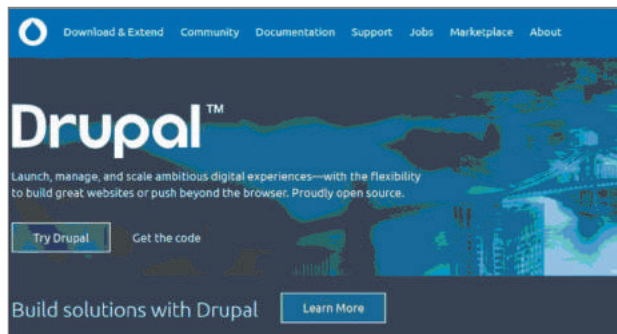 Download & Extend Community Documentation Support Jobs Marketplace About
Drupal™
Launch, manage, and scale ambitious digital experiences—with the flexibility
to build great websites or push beyond the browser. Proudly open source.
Try Drupal Get the code
Build solutions with Drupal Learn More